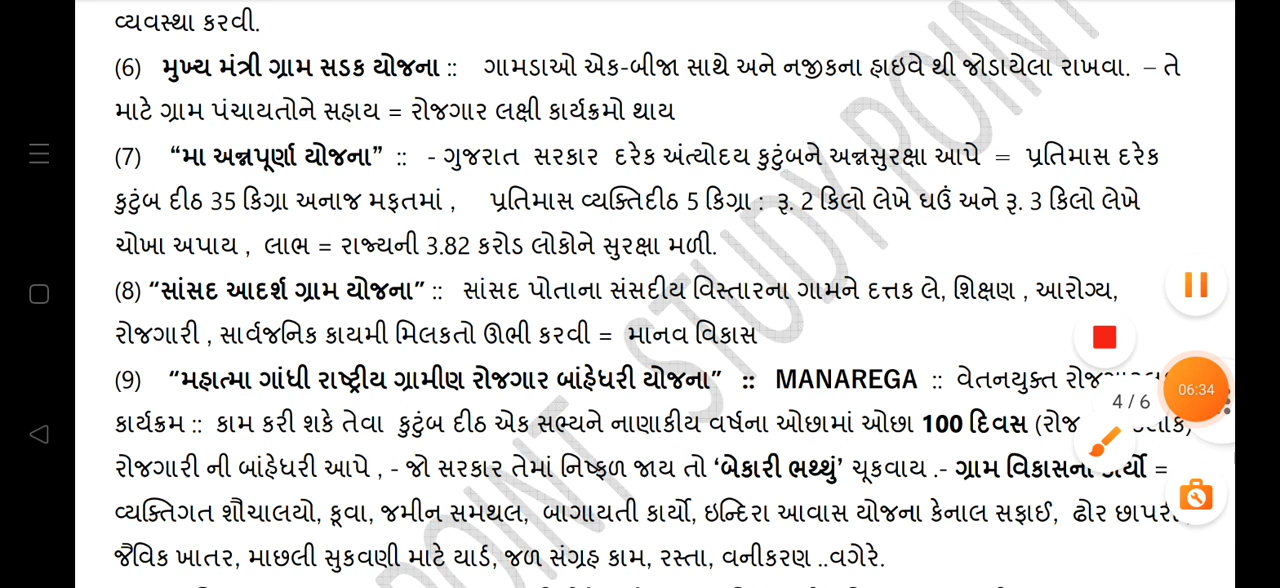 વ્યવસ્થા કરવી.
(6) મુખ્ય મંત્રી ગ્રામ સડક યોજના :: ગામડાઓ એક-બીજા સાથે અને નજીકના હાઇવે થી જોડાયેલા રાખવા. – તે
માટે ગ્રામ પંચાયતોને સહાય = રોજગાર લક્ષી કાર્યક્રમો થાય
(7) “મા અન્નપૂર્ણા યોજના” :: - ગુજરાત સરકાર દરેક અંત્યોદય કુટુંબને અન્નસુરક્ષા આપે = પ્રતિમાસ દરેક
કુટુંબ દીઠ 35 કિગ્રા અનાજ મફતમાં , પ્રતિમાસ વ્યક્તિદીઠ 5 કિગ્રા : રૂ. 2 કિલો લેખે ઘઉં અને રૂ. 3 કિલો લેખે
ચોખા અપાય , લાભ = રાજ્યની 3.82 કરોડ લોકોને સુરક્ષા મળી.
(8) “સાંસદ આદર્શ ગ્રામ યોજના” :: સાંસદ પોતાના સંસદીય વિસ્તારના ગામને દત્તક લે, શિક્ષણ , આરોગ્ય,
રોજગારી , સાર્વજનિક કાયમી મિલકતો ઊભી કરવી = માનવ વિકાસ
(9) “મહાત્મા ગાંધી રાષ્ટ્રીય ગ્રામીણ રોજગાર બાંહેધરી યોજના” :: MANAREGA :: વેતનયુક્ત
06:34
4 / 6
કાર્યક્રમ :: કામ કરી શકે તેવા કુટુંબ દીઠ એક સભ્યને નાણાકીય વર્ષના ઓછામાં ઓછા 100 દિવસ (રોજ
રોજગારી ની બાંહેધરી આપે , - જો સરકાર તેમાં નિષ્ફળ જાય તો ‘બેકારી ભથ્થું’ ચૂકવાય .- ગ્રામ વિકાસના =
વ્યક્તિગત શૌચાલયો, કૂવા, જમીન સમથલ, બાગાયતી કાર્યો, ઇન્દિરા આવાસ યોજના કેનાલ સફાઈ, ઢોર
જૈવિક ખાતર, માછલી સુકવણી માટે યાર્ડ, જળ સંગ્રહ કામ, રસ્તા, વનીકરણ ..વગેરે.
POINT STUDY POINT